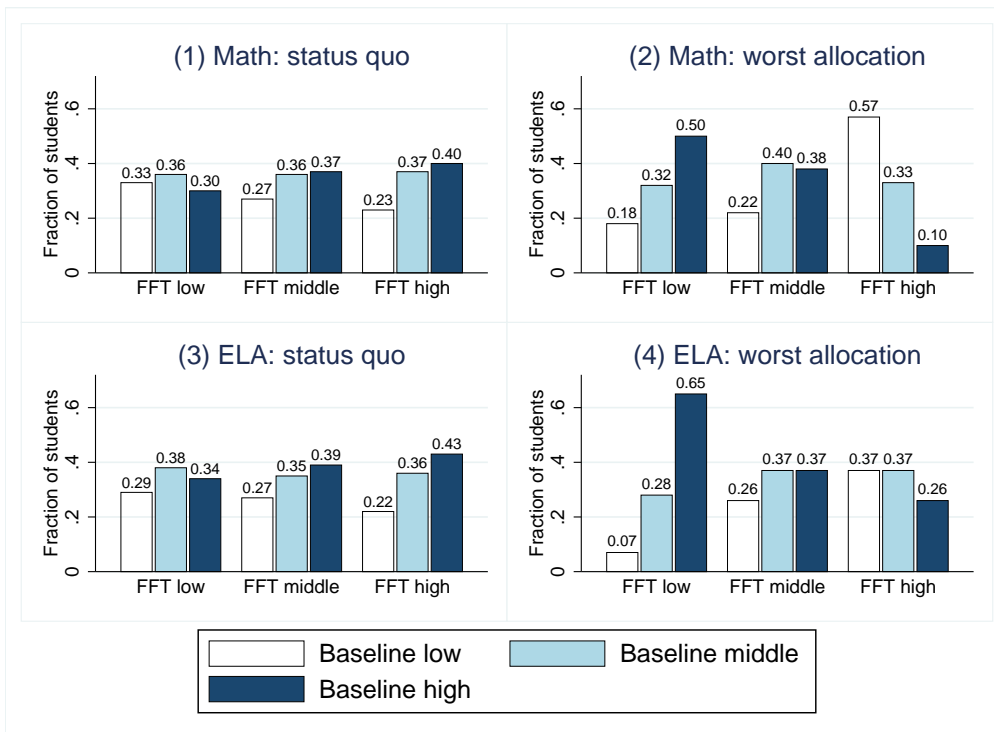 (1) Math: status quo
Fraction of students
0 .2 .4 .6
0.33 0.36 0.30 0.27 0.36 0.37 0.23 0.37 0.40
FFT low FFT middle FFT high
(2) Math: worst allocation
Fraction of students
0 .2 .4 .6
0.18 0.32 0.50 0.22 0.40 0.38 0.57 0.33 0.10
FFT low FFT middle FFT high
(3) ELA: status quo
Fraction of students
0 .2 .4 .6
0.29 0.38 0.34 0.27 0.35 0.39 0.22 0.36 0.43
FFT low FFT middle FFT high
(4) ELA: worst allocation
Fraction of students
0 .2 .4 .6
0.07 0.28 0.65 0.26 0.37 0.37 0.37 0.37 0.26
FFT low FFT middle FFT high
Baseline low Baseline middle
Baseline high